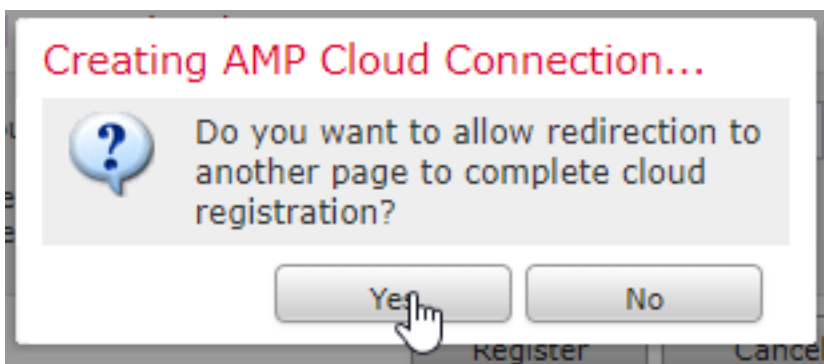 Creating AMP Cloud Connection...
Do you want to allow redirection to
another page to complete cloud
registration?
Yes No
Register Cancel